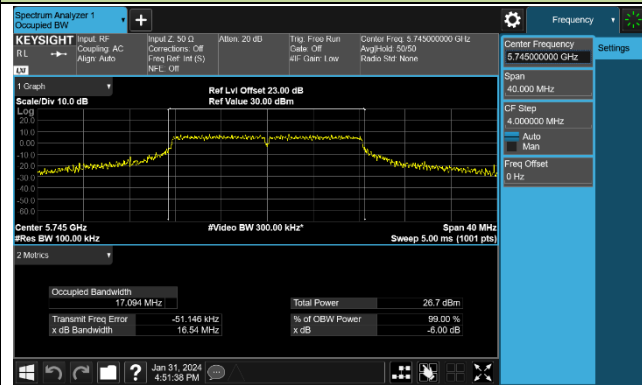 Spectrum Analyzer 1
Occupied BW
+
Frequency
KEYSIGHT
Input: RF
Input Z: 50 Ω
Atten: 20 dB
Trig: Free Run
Center Freq: 5.745000000 GHz
RL
Coupling: AC
Corrections: Off
Gate: Off
Avg|Hold: 50/50
Align: Auto
Freq Ref: Int (S)
#IF Gain: Low
Radio Std: None
NFE: Off
LXI
Center Frequency
5.745000000 GHz
Settings
Span
40.000 MHz
CF Step
4.000000 MHz
Auto
Man
Freq Offset
0 Hz
1 Graph
Ref Lvl Offset 23.00 dB
Scale/Div 10.0 dB
Ref Value 30.00 dBm
Log
20.0
10.0
0.00
-10.0
-20.0
-30.0
-40.0
-50.0
-60.0
Center 5.745 GHz
#Video BW 300.00 kHz*
Span 40 MHz
#Res BW 100.00 kHz
Sweep 5.00 ms (1001 pts)
2 Metrics
Occupied Bandwidth
17.094 MHz
Total Power
26.7 dBm
Transmit Freq Error
-51.146 kHz
% of OBW Power
99.00 %
x dB Bandwidth
16.54 MHz
x dB
-6.00 dB
?
Jan 31, 2024
4:51:38 PM